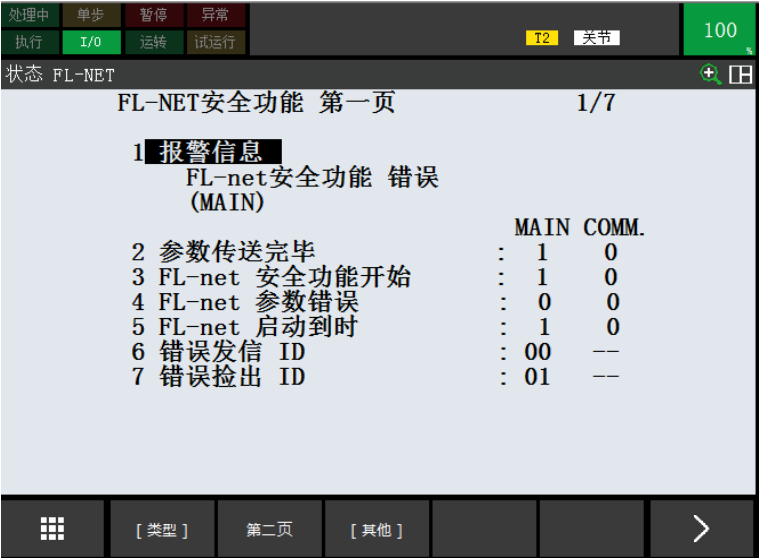 处理中 单步 暂停 异常
执行 I/O 运转 试运行 T2 关节 100 %
状态 FL-NET
FL-NET安全功能 第一页 1/7
1 报警信息
FL-net安全功能 错误
(MAIN)
MAIN COMM.
2 参数传送完毕 : 1 0
3 FL-net 安全功能开始 : 1 0
4 FL-net 参数错误 : 0 0
5 FL-net 启动到时 : 1 0
6 错误发信 ID : 00 --
7 错误捡出 ID : 01 --
[ 类型 ] 第二页 [ 其他 ]